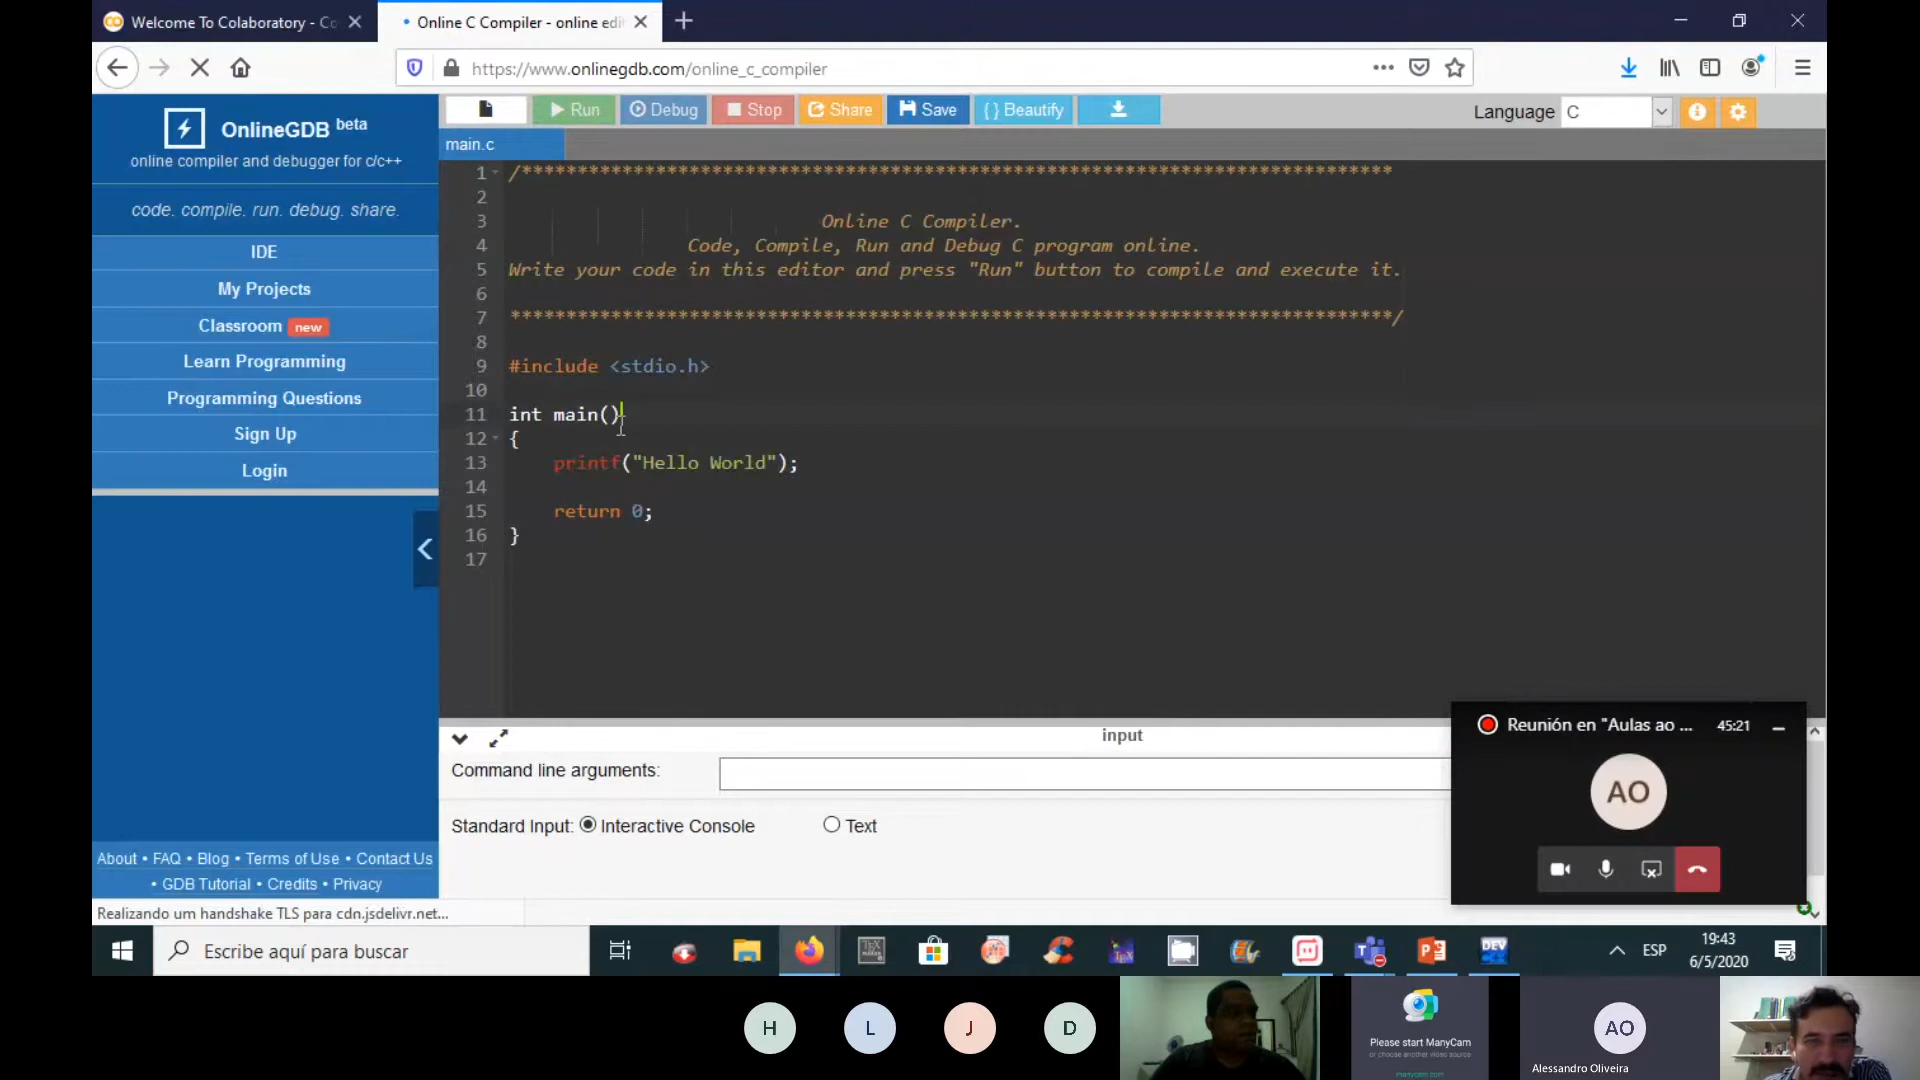 Welcome To Colaboratory - Co
Online C Compiler - online edi
https://www.onlinegdb.com/online_c_compiler
OnlineGDB beta
online compiler and debugger for c/c++
code. compile. run. debug. share.
IDE
My Projects
Classroom new
Learn Programming
Programming Questions
Sign Up
Login
About • FAQ • Blog • Terms of Use • Contact Us
• GDB Tutorial • Credits • Privacy
Realizando um handshake TLS para cdn.jsdelivr.net...
Run Debug Stop Share Save { } Beautify
Language C
main.c
1 /******************************************************************************
2
3 Online C Compiler.
4 Code, Compile, Run and Debug C program online.
5 Write your code in this editor and press "Run" button to compile and execute it.
6
7 *******************************************************************************/
8
9 #include <stdio.h>
10
11 int main()
12 {
13 printf("Hello World");
14
15 return 0;
16 }
17
input
Command line arguments:
Standard Input: Interactive Console Text
Reunión en "Aulas ao ... 45:21
AO
Escribe aquí para buscar
ESP
19:43
6/5/2020
H L J D
Please start ManyCam
or choose another video source
manycam.com
AO
Alessandro Oliveira